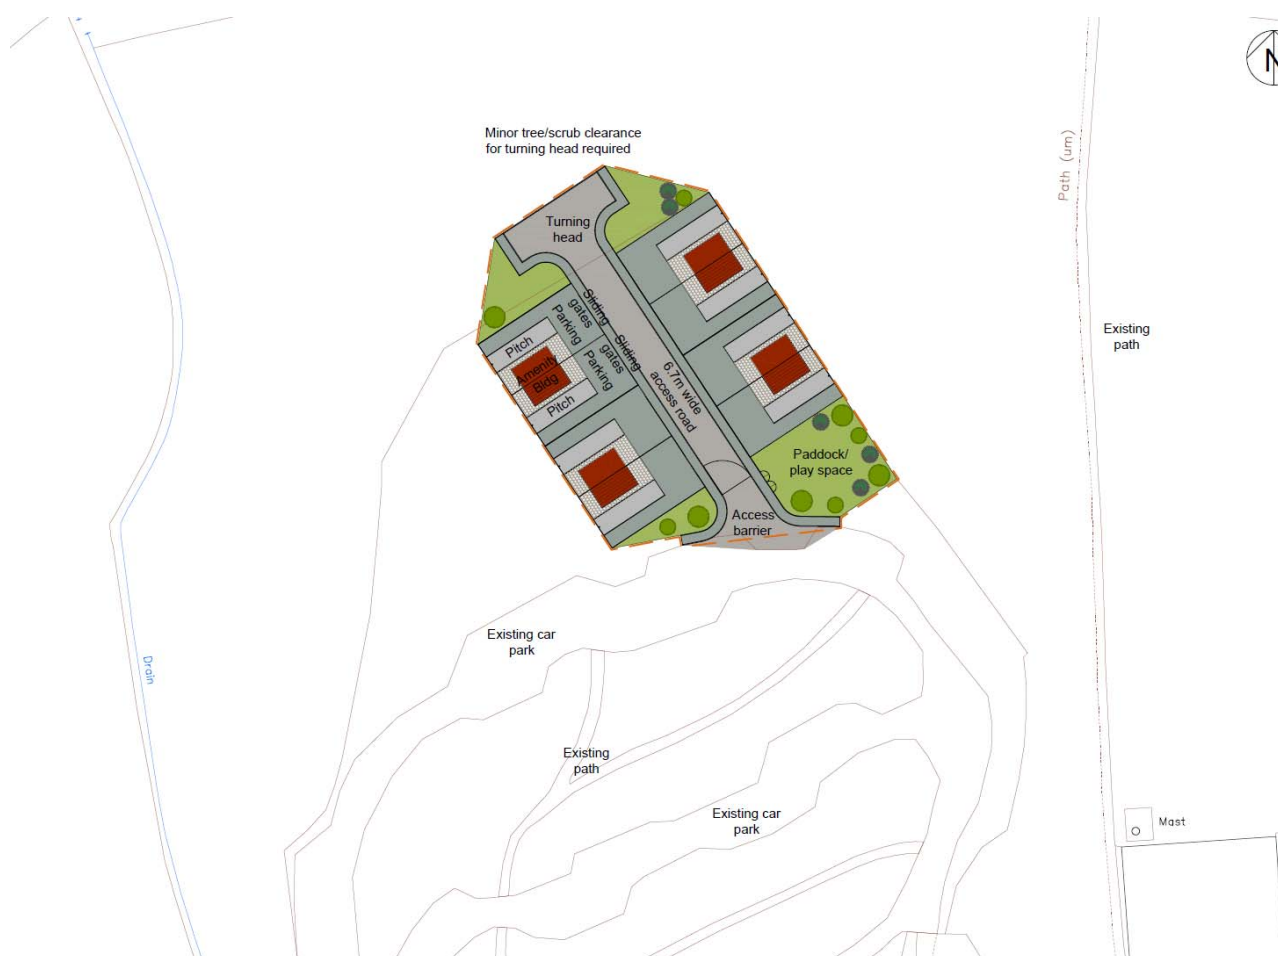 N
Minor tree/scrub clearance
for turning head required
Path (um)
Turning
head
Sliding
gates
Parking
Sliding
gates
Parking
Pitch
Amenity
Bldg
Pitch
6.7m wide
access road
Existing
path
Paddock/
play space
Access
barrier
Existing car
park
Drain
Existing
path
Existing car
park
Mast